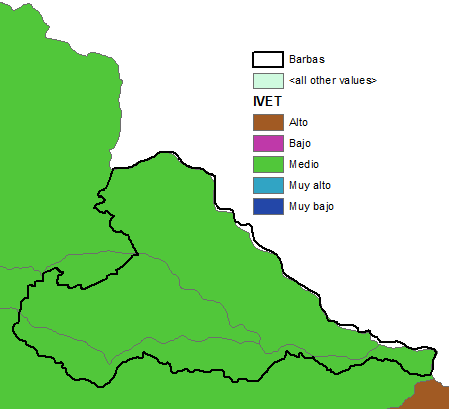 Barbas
<all other values>
IVET
Alto
Bajo
Medio
Muy alto
Muy bajo